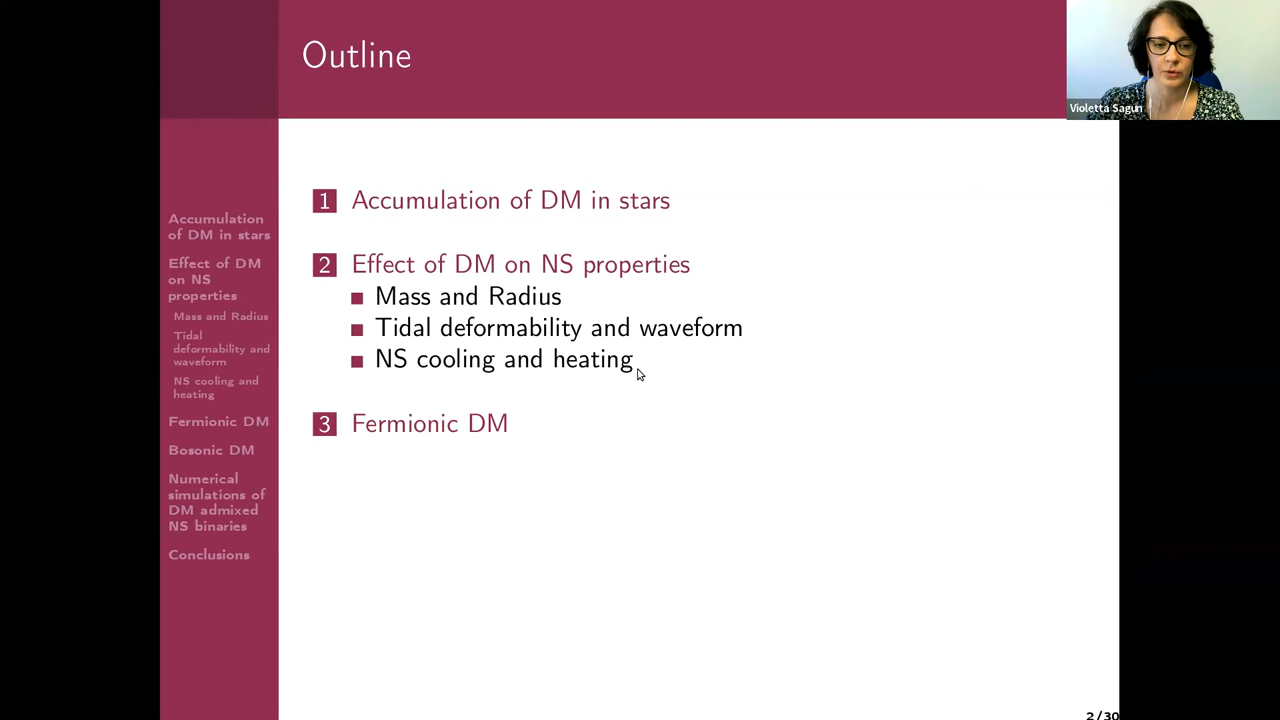 Outline
Violetta Sagun
1 Accumulation of DM in stars
2 Effect of DM on NS properties
Mass and Radius
Tidal deformability and waveform
NS cooling and heating
3 Fermionic DM
Accumulation
of DM in stars
Effect of DM
on NS
properties
Mass and Radius
Tidal
deformability and
waveform
NS cooling and
heating
Fermionic DM
Bosonic DM
Numerical
simulations of
DM admixed
NS binaries
Conclusions
2 / 30